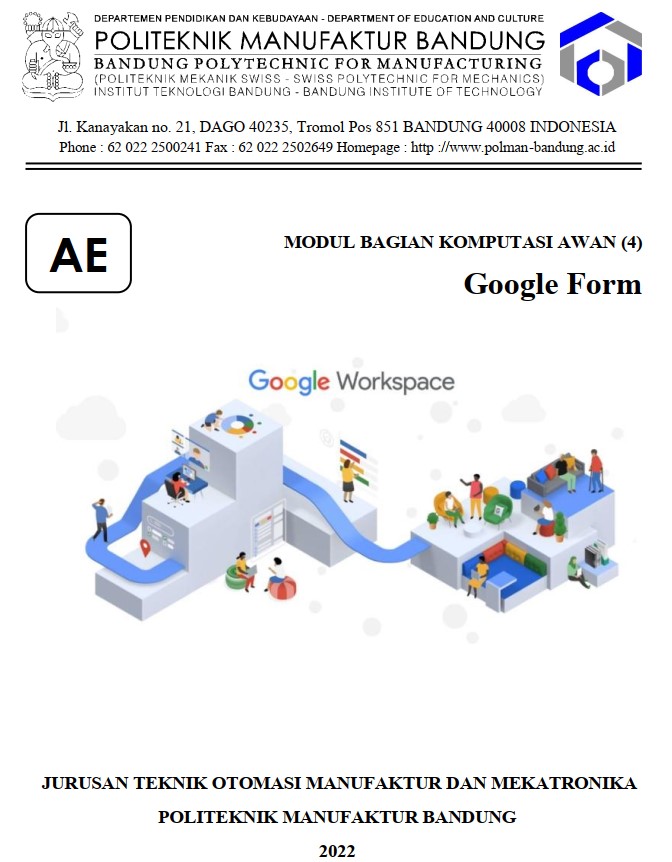 DEPARTEMEN PENDIDIKAN DAN KEBUDAYAAN - DEPARTMENT OF EDUCATION AND CULTURE
POLITEKNIK MANUFAKTUR BANDUNG
BANDUNG POLYTECHNIC FOR MANUFACTURING
(POLITEKNIK MEKANIK SWISS - SWISS POLYTECHNIC FOR MECHANICS)
INSTITUT TEKNOLOGI BANDUNG - BANDUNG INSTITUTE OF TECHNOLOGY
Jl. Kanayakan no. 21, DAGO 40235, Tromol Pos 851 BANDUNG 40008 INDONESIA
Phone : 62 022 2500241 Fax : 62 022 2502649 Homepage : http ://www.polman-bandung.ac.id
AE
MODUL BAGIAN KOMPUTASI AWAN (4)
Google Form
Google Workspace
JURUSAN TEKNIK OTOMASI MANUFAKTUR DAN MEKATRONIKA
POLITEKNIK MANUFAKTUR BANDUNG
2022